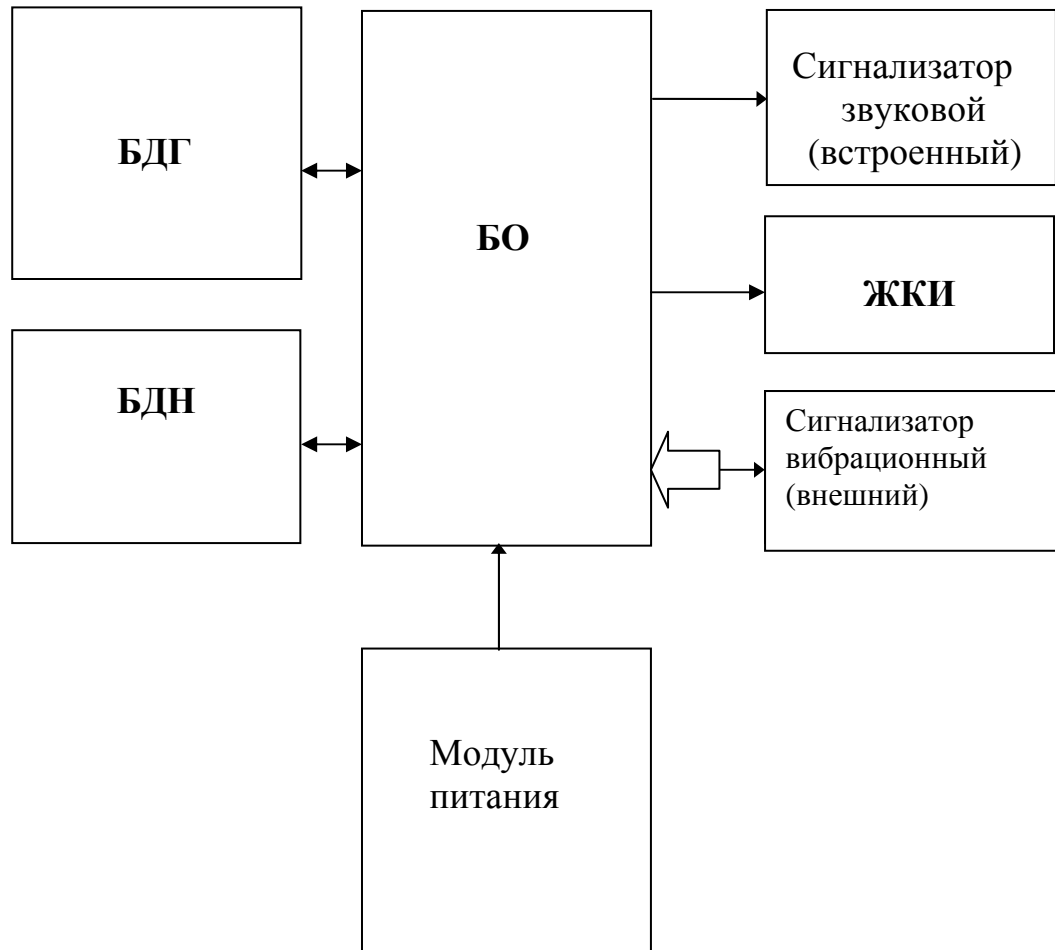 БДГ
БО
Сигнализатор
звуковой
(встроенный)
ЖКИ
БДН
Сигнализатор
вибрационный
(внешний)
Модуль
питания